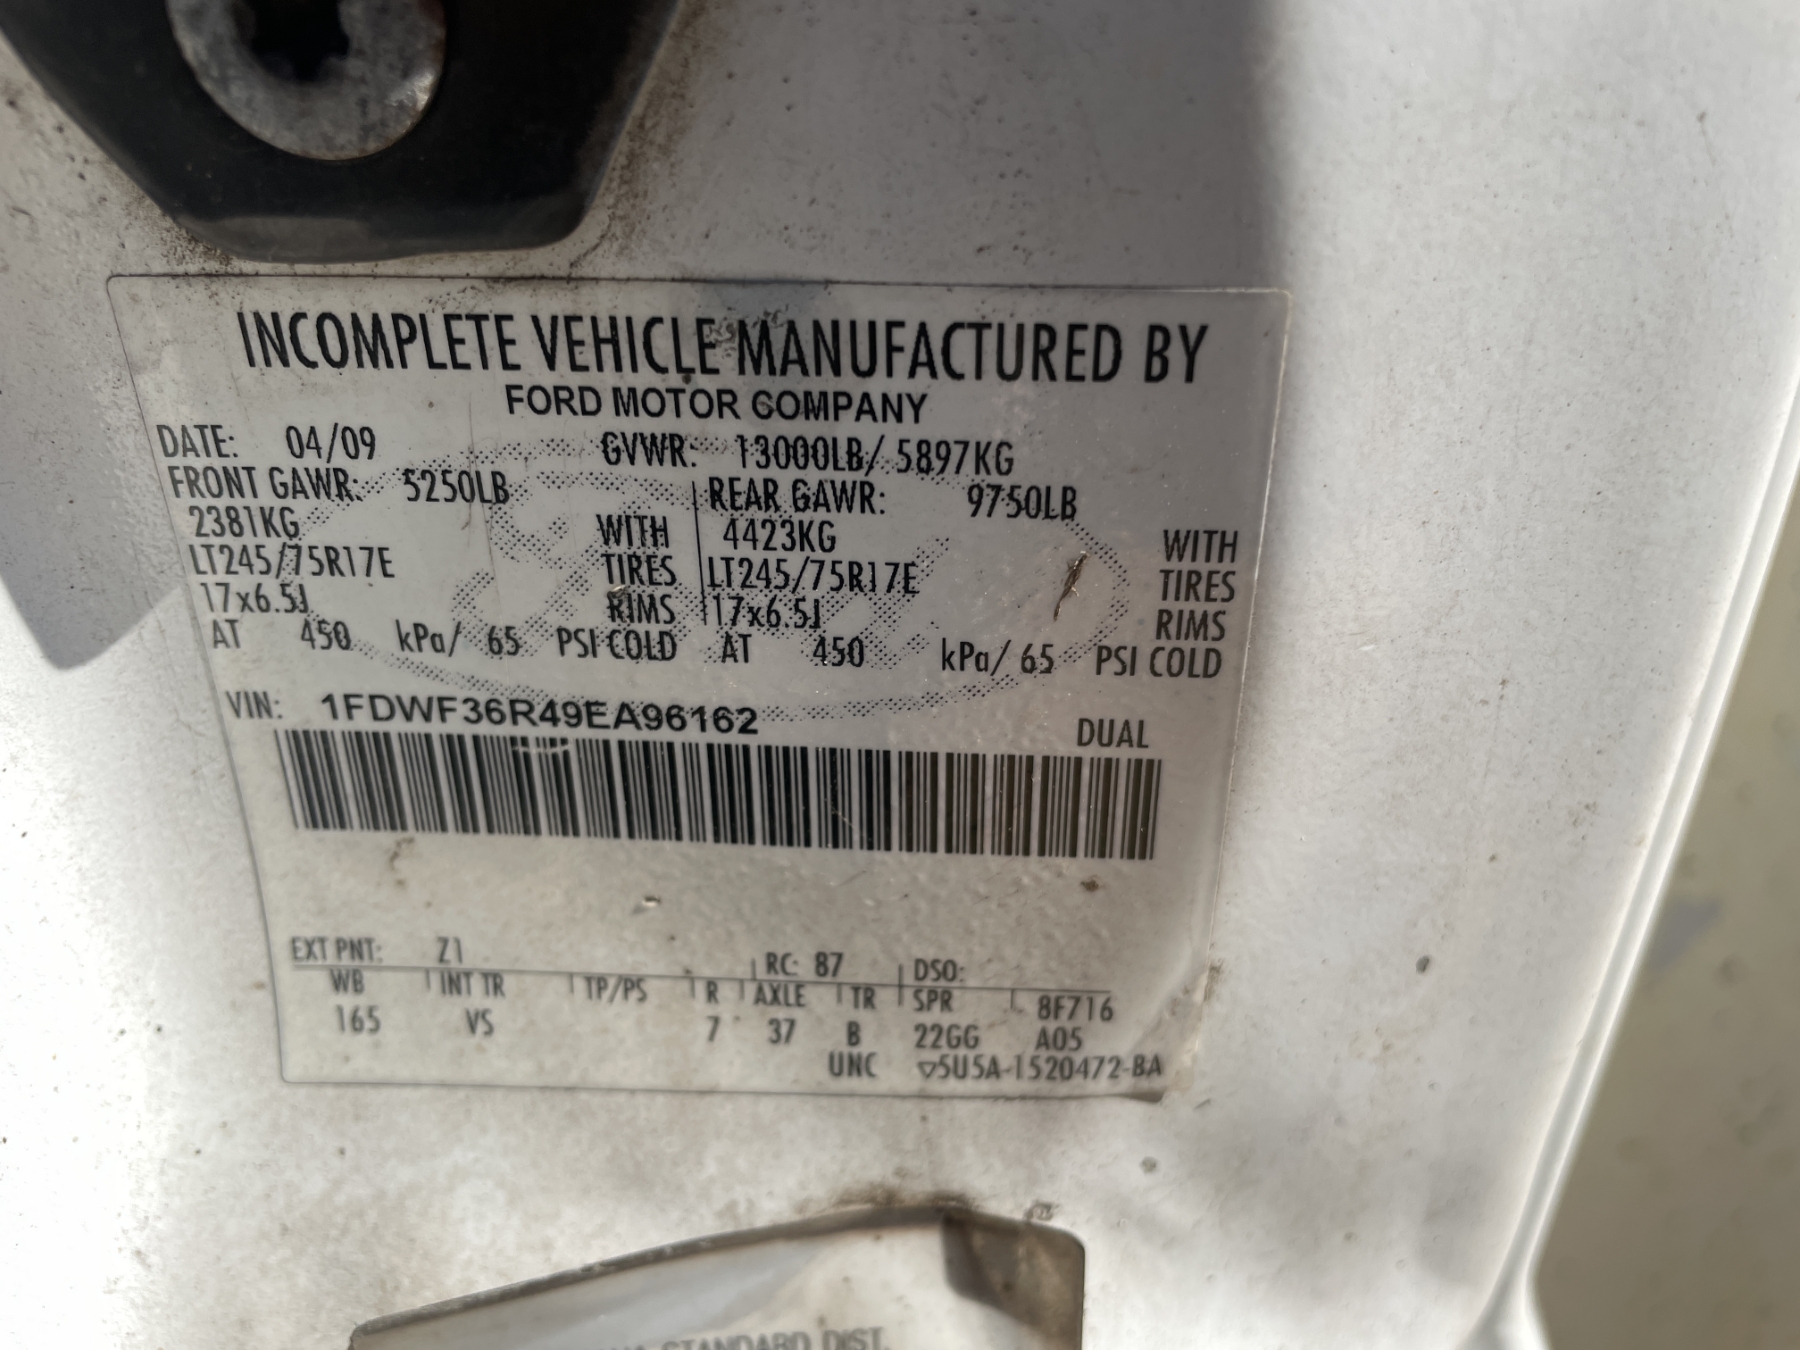 INCOMPLETE VEHICLE MANUFACTURED BY
FORD MOTOR COMPANY
DATE: 04/09 GVWR: 13000LB/ 5897KG
FRONT GAWR: 5250LB REAR GAWR: 9750LB
2381KG WITH 4423KG WITH
LT245/75R17E TIRES LT245/75R17E TIRES
17x6.5J RIMS 17x6.5J RIMS
AT 450 kPa/ 65 PSI COLD AT 450 kPa/ 65 PSI COLD
VIN: 1FDWF36R49EA96162 DUAL
EXT PNT: Z1 RC: 87 DSO:
WB INT TR TP/PS R AXLE TR SPR 8F716
165 VS 7 37 B 22GG A05
UNC ▽5U5A-1520472-BA
STANDARD DIST.